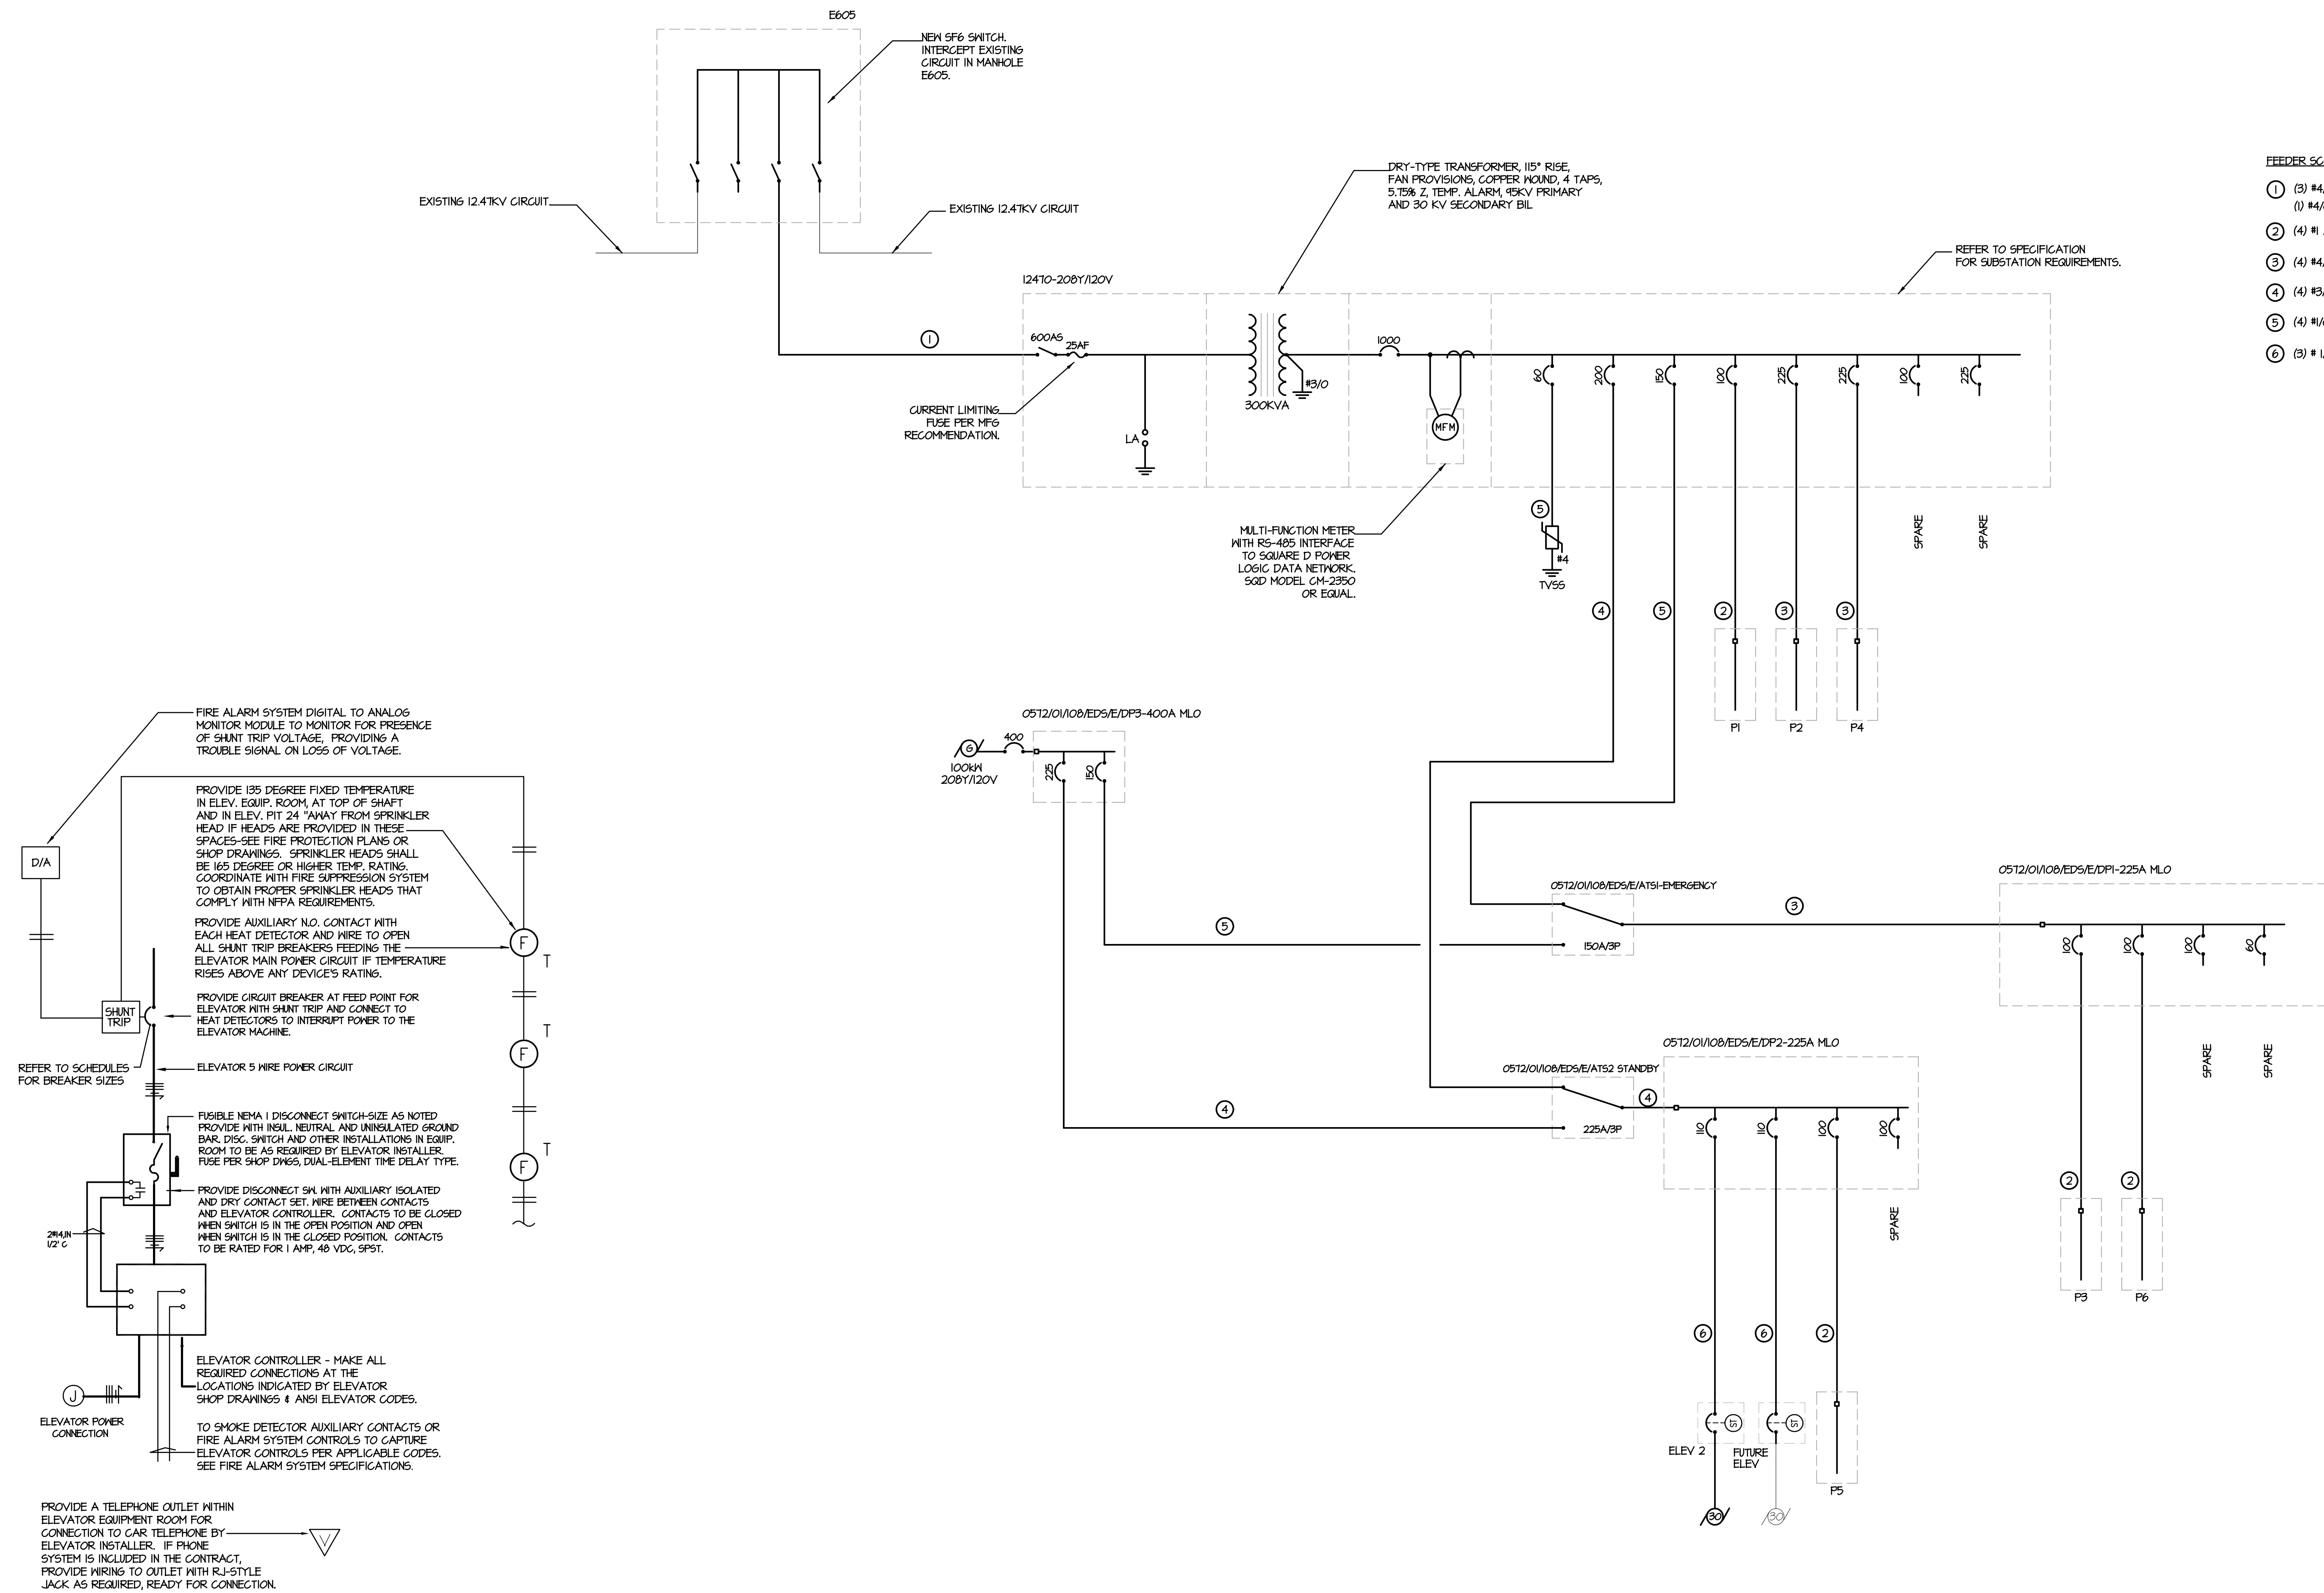 E605
NEW SF6 SWITCH.
INTERCEPT EXISTING
CIRCUIT IN MANHOLE
E605.
EXISTING 12.47KV CIRCUIT
EXISTING 12.47KV CIRCUIT
DRY-TYPE TRANSFORMER, 115° RISE,
FAN PROVISIONS, COPPER WOUND, 4 TAPS,
5.75% Z, TEMP. ALARM, 95KV PRIMARY
AND 30 KV SECONDARY BIL
REFER TO SPECIFICATION
FOR SUBSTATION REQUIREMENTS.
FEEDER SC
1 (3) #4
(1) #4/
2 (4) #1
3 (4) #4
4 (4) #3/
5 (4) #1/
6 (3) # 1
12470-208Y/120V
1
600AS
25AF
LA
300KVA
#3/0
1000
MFM
60
200
150
100
225
225
100
225
CURRENT LIMITING
FUSE PER MFG
RECOMMENDATION.
MULTI-FUNCTION METER
WITH RS-485 INTERFACE
TO SQUARE D POWER
LOGIC DATA NETWORK.
SQD MODEL CM-2350
OR EQUAL.
5
#4
TVSS
SPARE
SPARE
4
5
2
3
3
P1
P2
P4
0572/01/108/EDS/E/DP3-400A MLO
G
100kW
208Y/120V
400
225
150
0572/01/108/EDS/E/ATS1-EMERGENCY
150A/3P
5
3
0572/01/108/EDS/E/DP1-225A MLO
100
100
100
60
SPARE
SPARE
2
2
P3
P6
0572/01/108/EDS/E/ATS2 STANDBY
225A/3P
4
4
0572/01/108/EDS/E/DP2-225A MLO
110
110
100
100
SPARE
6
6
2
ST
ST
ELEV 2
FUTURE
ELEV
30
30
P5
FIRE ALARM SYSTEM DIGITAL TO ANALOG
MONITOR MODULE TO MONITOR FOR PRESENCE
OF SHUNT TRIP VOLTAGE, PROVIDING A
TROUBLE SIGNAL ON LOSS OF VOLTAGE.
PROVIDE 135 DEGREE FIXED TEMPERATURE
IN ELEV. EQUIP. ROOM, AT TOP OF SHAFT
AND IN ELEV. PIT 24 "AWAY FROM SPRINKLER
HEAD IF HEADS ARE PROVIDED IN THESE
SPACES-SEE FIRE PROTECTION PLANS OR
SHOP DRAWINGS. SPRINKLER HEADS SHALL
BE 165 DEGREE OR HIGHER TEMP. RATING.
COORDINATE WITH FIRE SUPPRESSION SYSTEM
TO OBTAIN PROPER SPRINKLER HEADS THAT
COMPLY WITH NFPA REQUIREMENTS.
D/A
PROVIDE AUXILIARY N.O. CONTACT WITH
EACH HEAT DETECTOR AND WIRE TO OPEN
ALL SHUNT TRIP BREAKERS FEEDING THE
ELEVATOR MAIN POWER CIRCUIT IF TEMPERATURE
RISES ABOVE ANY DEVICE'S RATING.
F
T
F
T
F
T
SHUNT
TRIP
PROVIDE CIRCUIT BREAKER AT FEED POINT FOR
ELEVATOR WITH SHUNT TRIP AND CONNECT TO
HEAT DETECTORS TO INTERRUPT POWER TO THE
ELEVATOR MACHINE.
REFER TO SCHEDULES
FOR BREAKER SIZES
ELEVATOR 5 WIRE POWER CIRCUIT
FUSIBLE NEMA 1 DISCONNECT SWITCH-SIZE AS NOTED
PROVIDE WITH INSUL. NEUTRAL AND UNINSULATED GROUND
BAR. DISC. SWITCH AND OTHER INSTALLATIONS IN EQUIP.
ROOM TO BE AS REQUIRED BY ELEVATOR INSTALLER.
FUSE PER SHOP DWGS, DUAL-ELEMENT TIME DELAY TYPE.
PROVIDE DISCONNECT SW. WITH AUXILIARY ISOLATED
AND DRY CONTACT SET. WIRE BETWEEN CONTACTS
AND ELEVATOR CONTROLLER. CONTACTS TO BE CLOSED
WHEN SWITCH IS IN THE OPEN POSITION AND OPEN
WHEN SWITCH IS IN THE CLOSED POSITION. CONTACTS
TO BE RATED FOR 1 AMP, 48 VDC, SPST.
2#14,IN
1/2" C
ELEVATOR CONTROLLER - MAKE ALL
REQUIRED CONNECTIONS AT THE
LOCATIONS INDICATED BY ELEVATOR
SHOP DRAWINGS & ANSI ELEVATOR CODES.
J
ELEVATOR POWER
CONNECTION
TO SMOKE DETECTOR AUXILIARY CONTACTS OR
FIRE ALARM SYSTEM CONTROLS TO CAPTURE
ELEVATOR CONTROLS PER APPLICABLE CODES.
SEE FIRE ALARM SYSTEM SPECIFICATIONS.
PROVIDE A TELEPHONE OUTLET WITHIN
ELEVATOR EQUIPMENT ROOM FOR
CONNECTION TO CAR TELEPHONE BY
ELEVATOR INSTALLER. IF PHONE
SYSTEM IS INCLUDED IN THE CONTRACT,
PROVIDE WIRING TO OUTLET WITH RJ-STYLE
JACK AS REQUIRED, READY FOR CONNECTION.
V